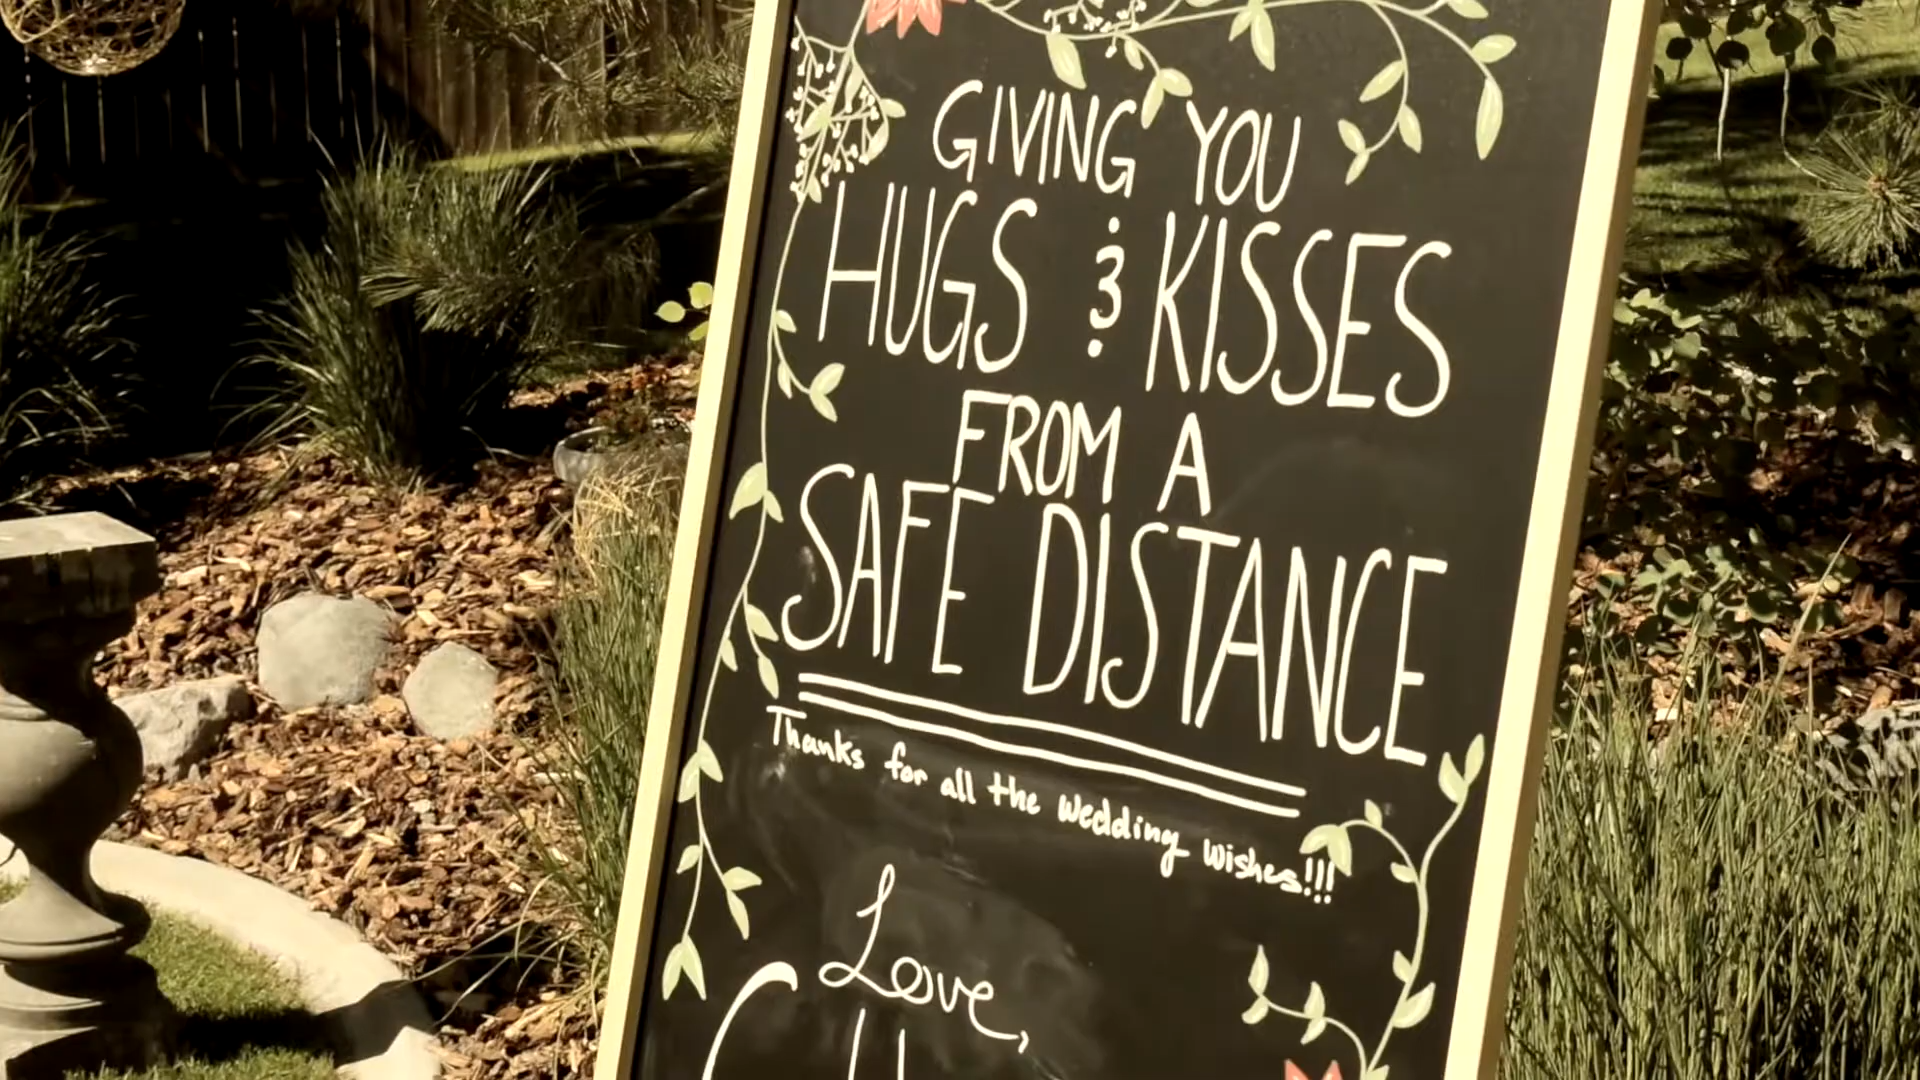 GIVING YOU
HUGS & KISSES
FROM A
SAFE DISTANCE
Thanks for all the wedding wishes!!!
Love,